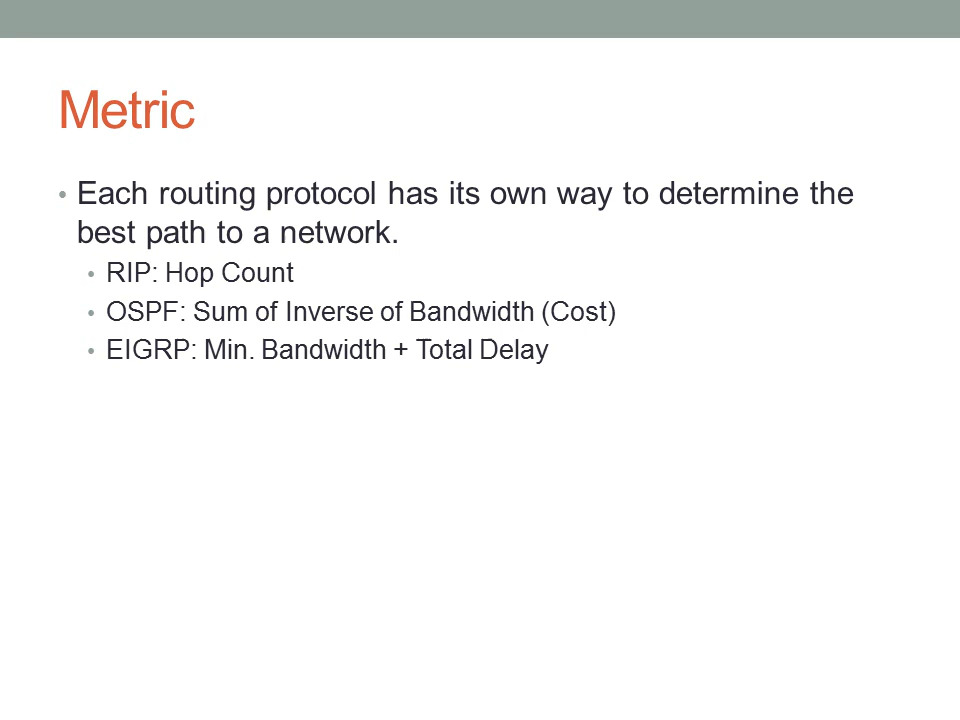 Metric
• Each routing protocol has its own way to determine the
best path to a network.
• RIP: Hop Count
• OSPF: Sum of Inverse of Bandwidth (Cost)
• EIGRP: Min. Bandwidth + Total Delay